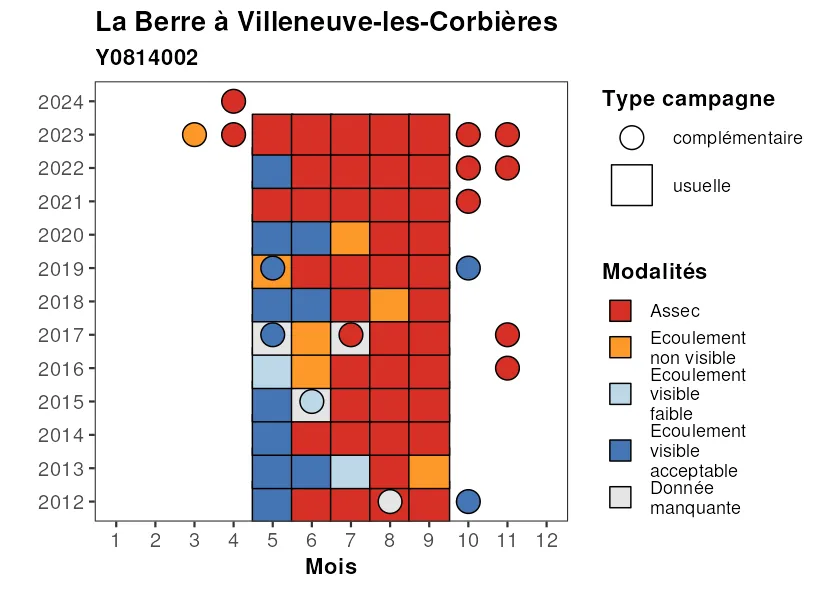 La Berre à Villeneuve-les-Corbières
Y0814002
2024
2023
2022
2021
2020
2019
2018
2017
2016
2015
2014
2013
2012
1 2 3 4 5 6 7 8 9 10 11 12
Mois
Type campagne
complémentaire
usuelle
Modalités
Assec
Ecoulement
non visible
Ecoulement
visible
faible
Ecoulement
visible
acceptable
Donnée
manquante